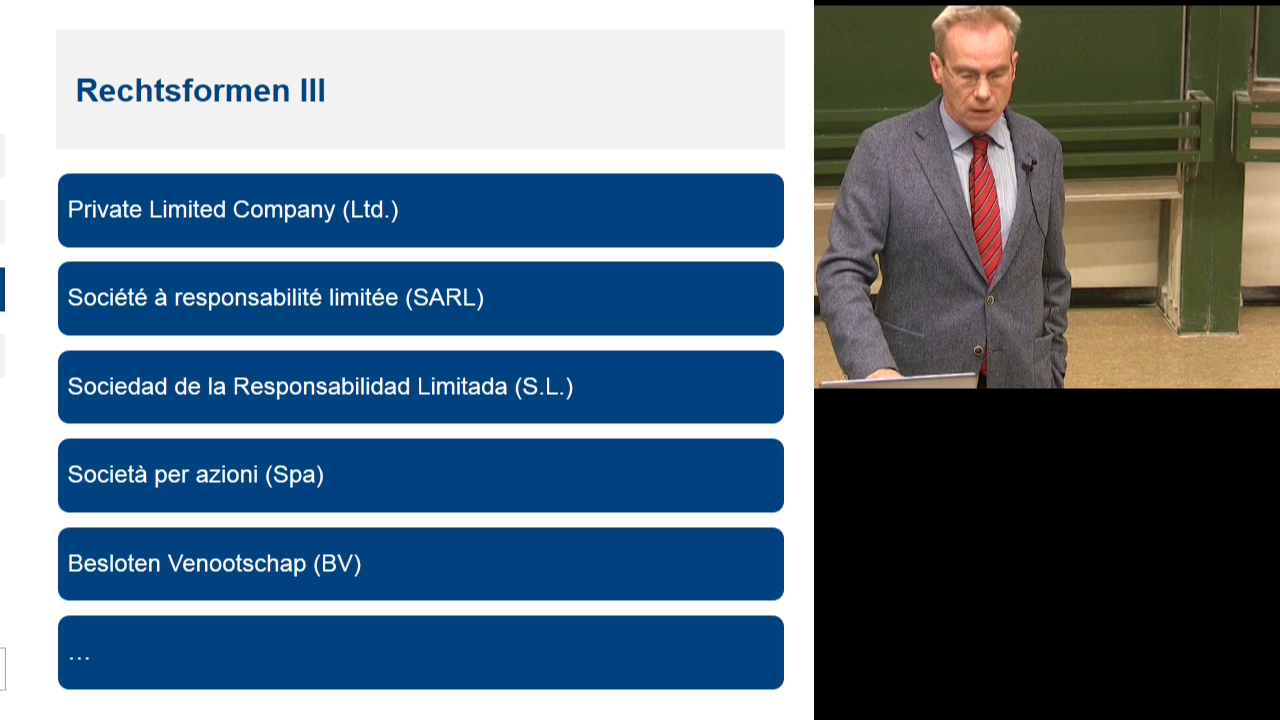 Rechtsformen III
Private Limited Company (Ltd.)
Société à responsabilité limitée (SARL)
Sociedad de la Responsabilidad Limitada (S.L.)
Società per azioni (Spa)
Besloten Venootschap (BV)
…